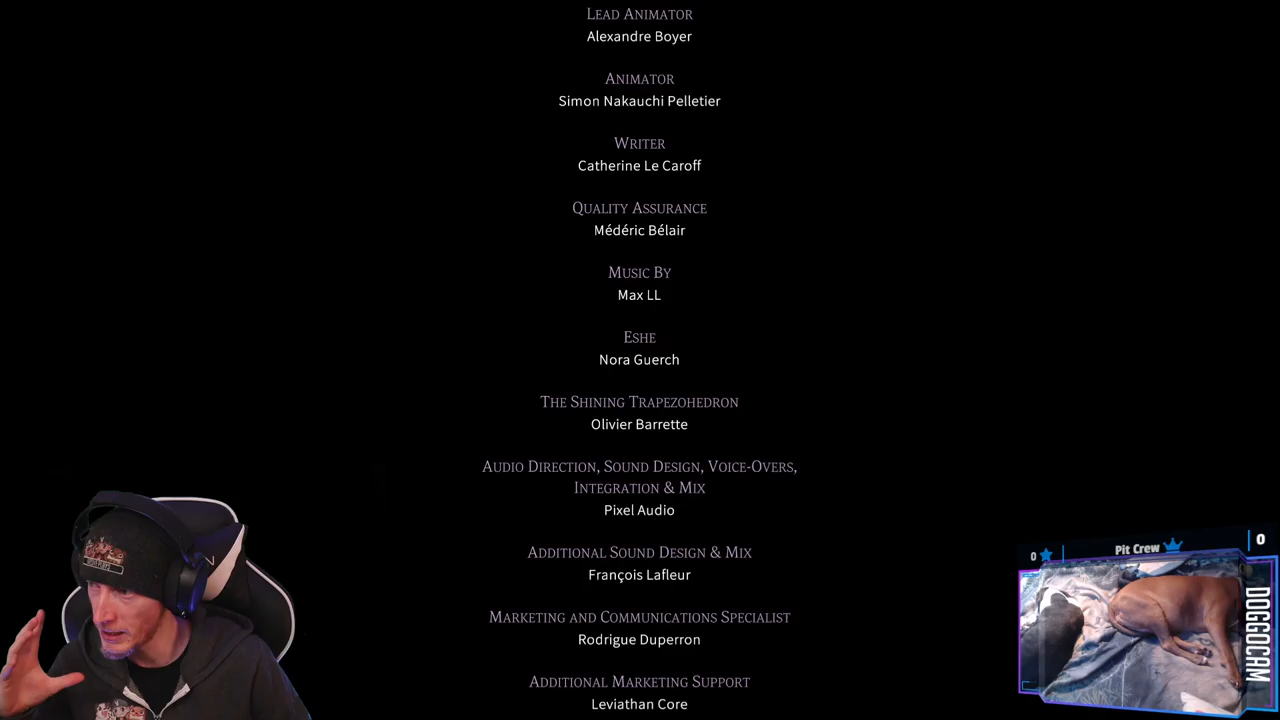 LEAD ANIMATOR
Alexandre Boyer
ANIMATOR
Simon Nakauchi Pelletier
WRITER
Catherine Le Caroff
QUALITY ASSURANCE
Médéric Bélair
MUSIC BY
Max LL
ESHE
Nora Guerch
THE SHINING TRAPEZOHEDRON
Olivier Barrette
AUDIO DIRECTION, SOUND DESIGN, VOICE-OVERS,
INTEGRATION & MIX
Pixel Audio
ADDITIONAL SOUND DESIGN & MIX
François Lafleur
MARKETING AND COMMUNICATIONS SPECIALIST
Rodrigue Duperron
ADDITIONAL MARKETING SUPPORT
Leviathan Core
0
Pit Crew
0
DOGGOCAM